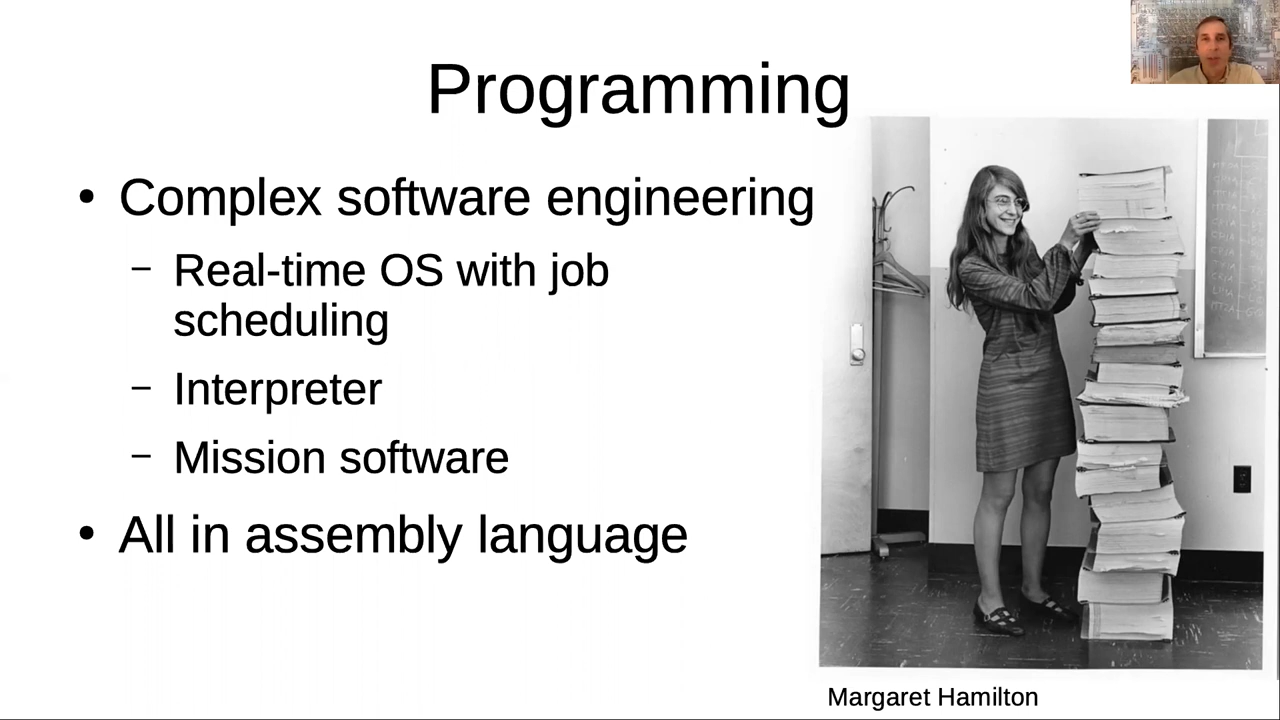 Programming
• Complex software engineering
– Real-time OS with job
scheduling
– Interpreter
– Mission software
• All in assembly language
Margaret Hamilton